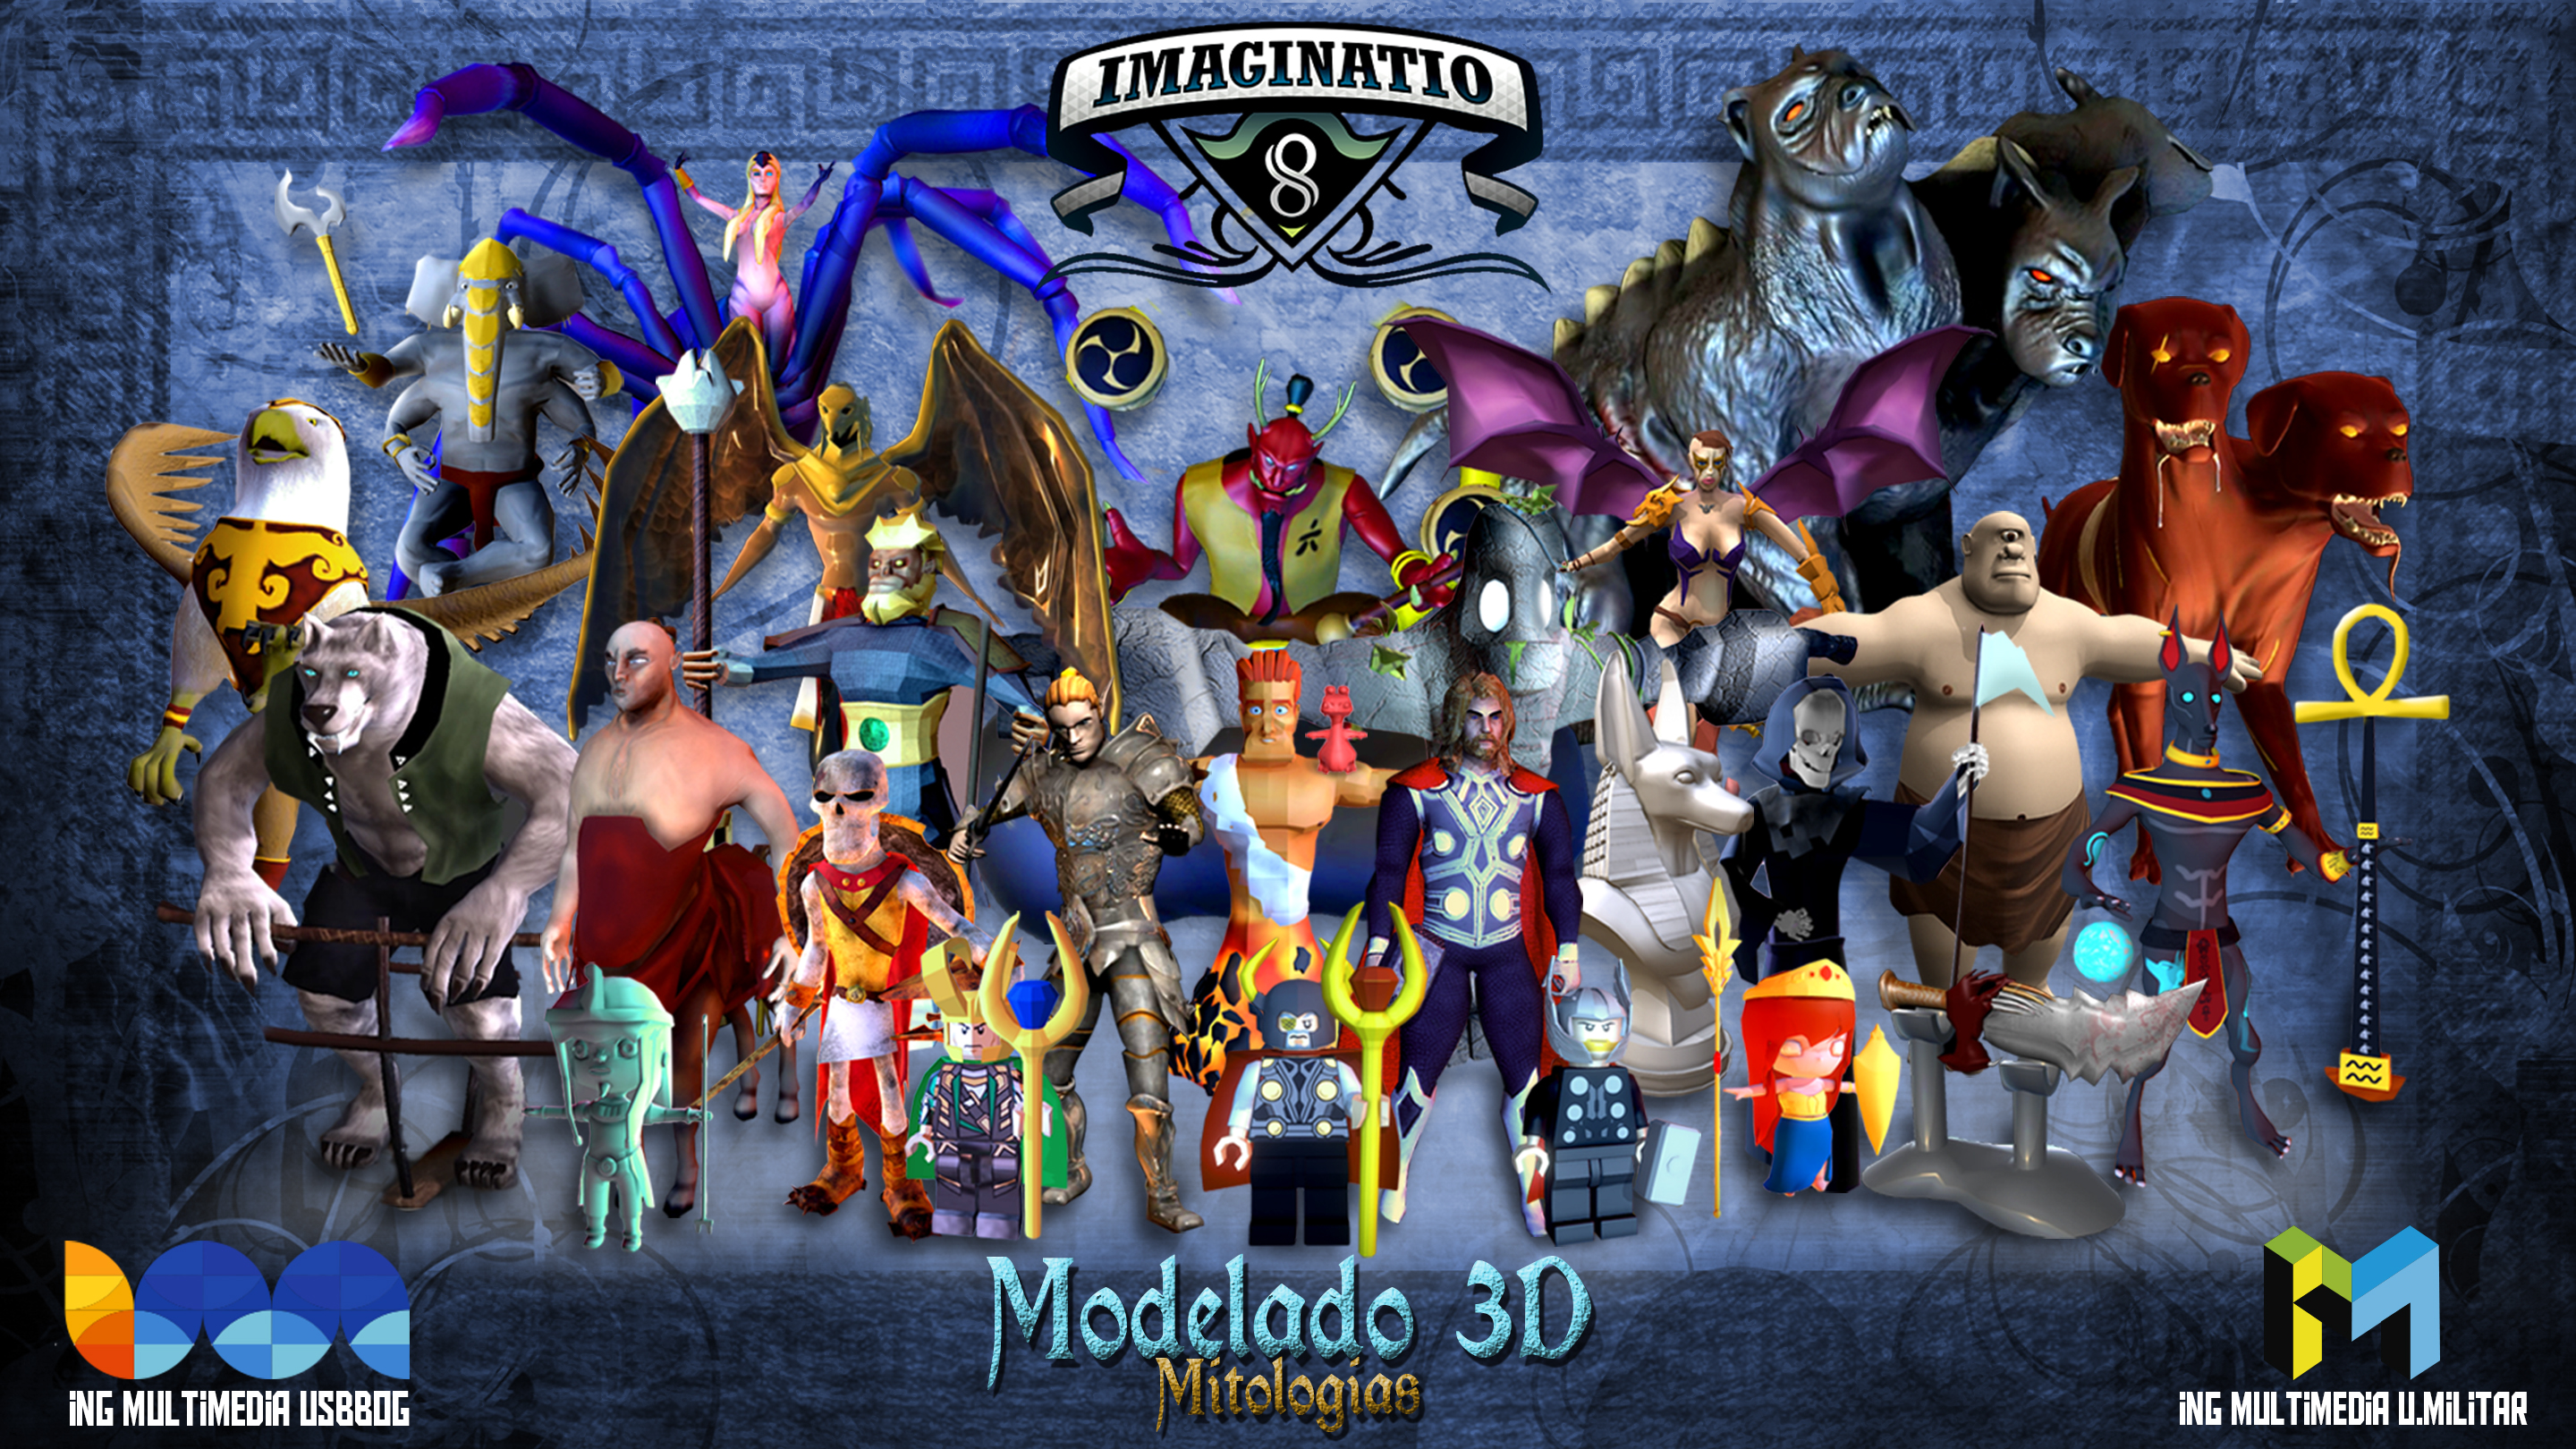 IMAGINATIO
8
Modelado 3D
Mitologias
iNG MULTiMEDiA USBBOG
iNG MULTiMEDiA U.MiLiTAR